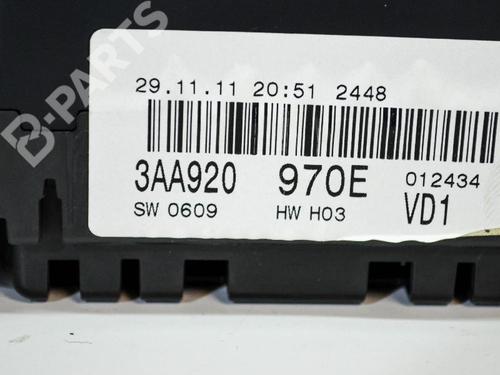 29.11.11 20:51 2448
3AA920 970E 012434
SW 0609 HW H03 VD1
B-PARTS